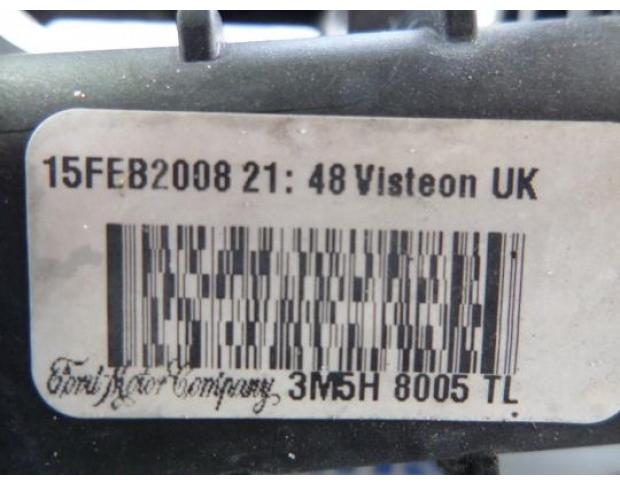 15FEB2008 21: 48 Visteon UK
Ford Motor Company 3M5H 8005 TL